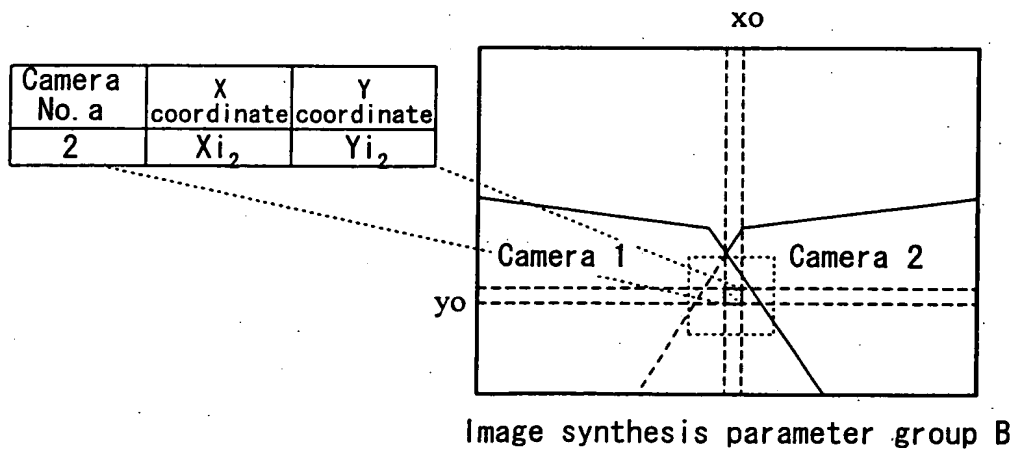 xo
Camera No. a X coordinate Y coordinate
2 Xi₂ Yi₂
Camera 1 Camera 2
yo
Image synthesis parameter group B